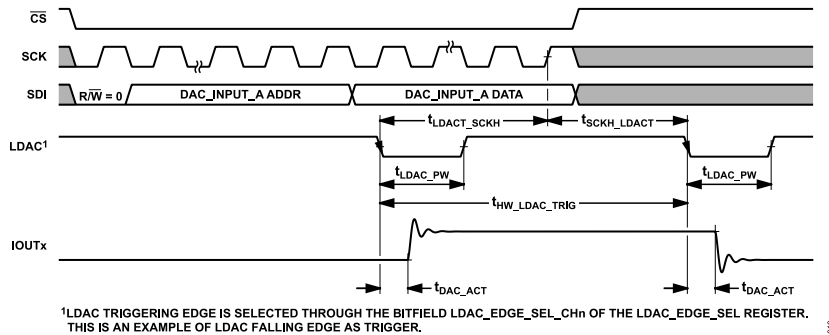 CS
SCK
SDI R/W = 0 DAC_INPUT_A ADDR DAC_INPUT_A DATA
tLDACT_SCKH tSCKH_LDACT
LDAC1
tLDAC_PW tLDAC_PW
tHW_LDAC_TRIG
IOUTx
tDAC_ACT tDAC_ACT
1LDAC TRIGGERING EDGE IS SELECTED THROUGH THE BITFIELD LDAC_EDGE_SEL_CHn OF THE LDAC_EDGE_SEL REGISTER.
THIS IS AN EXAMPLE OF LDAC FALLING EDGE AS TRIGGER.